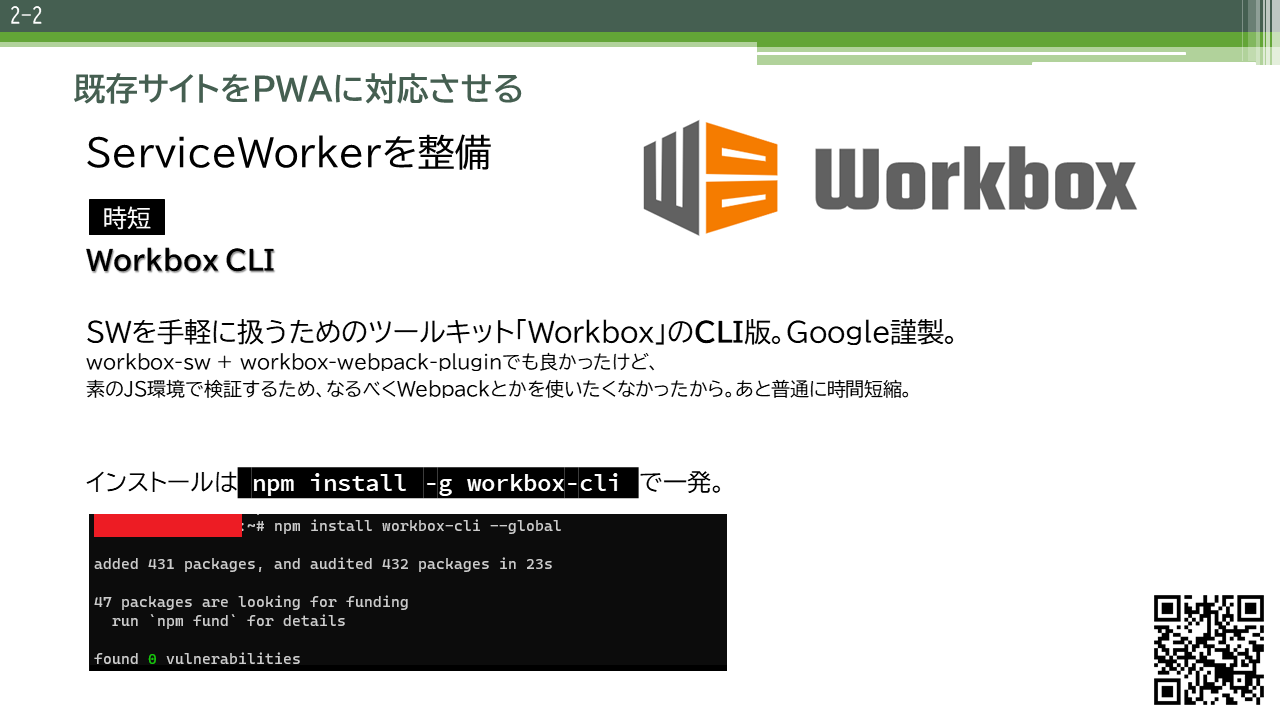 2-2
既存サイトをPWAに対応させる
ServiceWorkerを整備
Workbox
時短
Workbox CLI
SWを手軽に扱うためのツールキット「Workbox」のCLI版。Google謹製。
workbox-sw + workbox-webpack-pluginでも良かったけど、
素のJS環境で検証するため、なるべくWebpackとかを使いたくなかったから。あと普通に時間短縮。
インストールは npm install -g workbox-cli で一発。
:~# npm install workbox-cli --global
added 431 packages, and audited 432 packages in 23s
47 packages are looking for funding
run `npm fund` for details
found 0 vulnerabilities